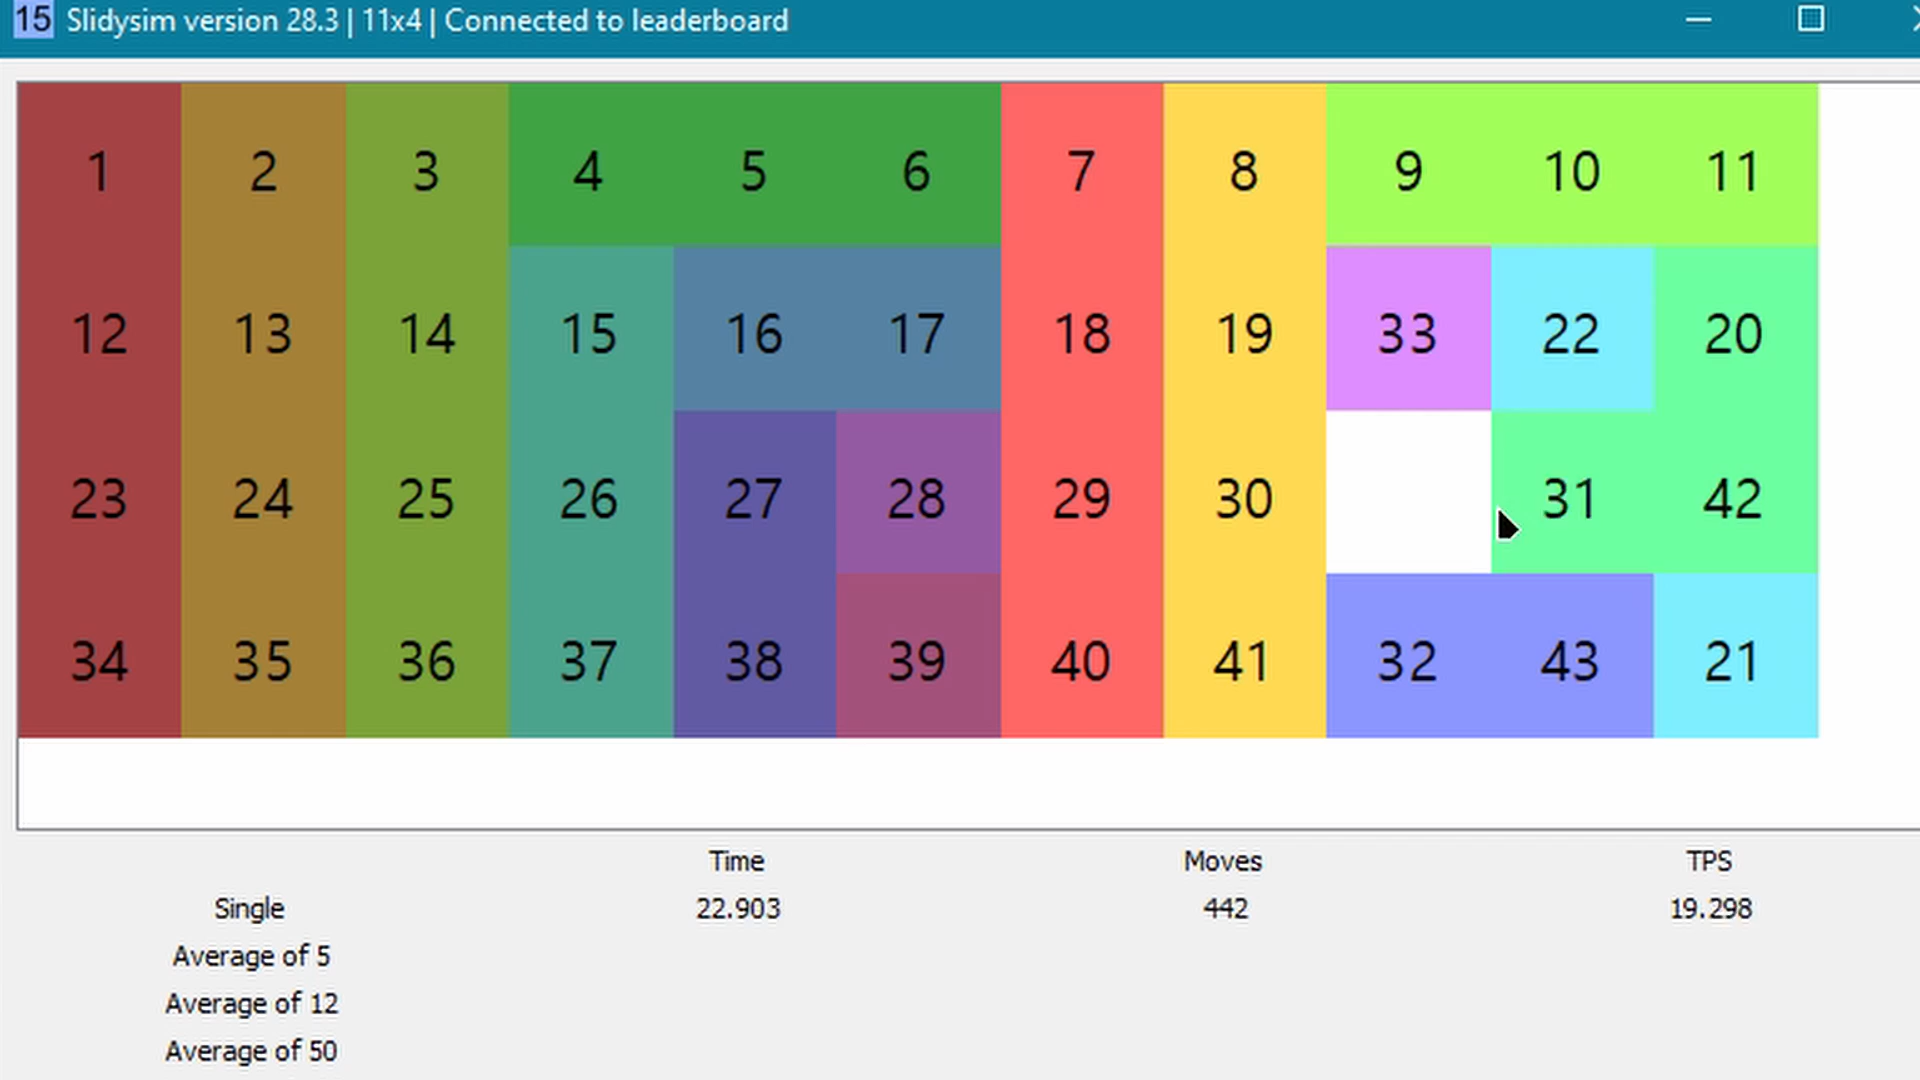 15 Slidysim version 28.3 | 11x4 | Connected to leaderboard
1 2 3 4 5 6 7 8 9 10 11
12 13 14 15 16 17 18 19 33 22 20
23 24 25 26 27 28 29 30 31 42
34 35 36 37 38 39 40 41 32 43 21
Time Moves TPS
Single 22.903 442 19.298
Average of 5
Average of 12
Average of 50